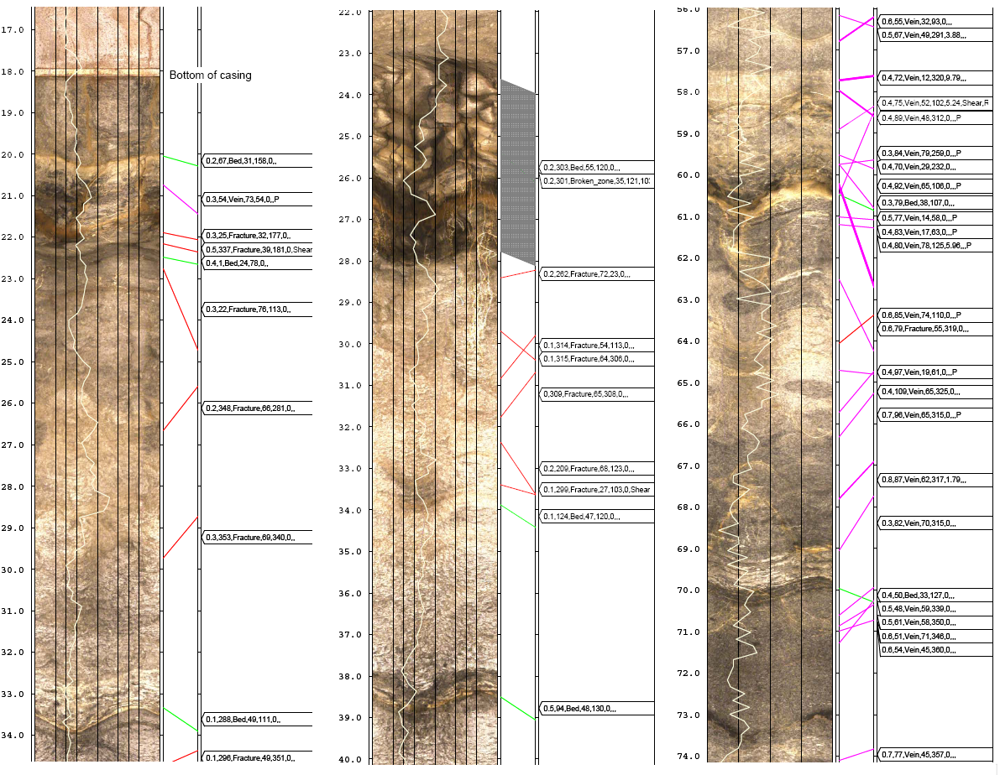 17.0
18.0
19.0
20.0
21.0
22.0
23.0
24.0
25.0
26.0
27.0
28.0
29.0
30.0
31.0
32.0
33.0
34.0
Bottom of casing
0.2,67,Bed,31,158,0,,
0.3,54,Vein,73,54,0,,,P
0.3,25,Fracture,32,177,0,,
0.5,337,Fracture,39,181,0,Shear
0.4,1,Bed,24,78,0,,,
0.3,22,Fracture,76,113,0,,,
0.2,348,Fracture,66,281,0,,,
0.3,353,Fracture,69,340,0,,,
0.1,288,Bed,49,111,0,,,
0.1,296,Fracture,49,351,0,,,
22.0
23.0
24.0
25.0
26.0
27.0
28.0
29.0
30.0
31.0
32.0
33.0
34.0
35.0
36.0
37.0
38.0
39.0
40.0
0.2,303,Bed,55,120,0,,,
0.2,301,Broken_zone,35,121,10
0.2,262,Fracture,72,23,0,,,
0.1,314,Fracture,54,113,0,,,
0.1,315,Fracture,64,306,0,,,
0,309,Fracture,65,308,0,,,
0.2,209,Fracture,68,123,0,,,
0.1,299,Fracture,27,103,0,Shear
0.1,124,Bed,47,120,0,,,
0.5,94,Bed,48,130,0,,,
56.0
57.0
58.0
59.0
60.0
61.0
62.0
63.0
64.0
65.0
66.0
67.0
68.0
69.0
70.0
71.0
72.0
73.0
74.0
0.6,55,Vein,32,93,0,,,
0.5,67,Vein,49,291,3.88,,,
0.4,72,Vein,12,320,9.79,,,
0.4,75,Vein,52,102,5.24,Shear,F
0.4,89,Vein,48,312,0,,,P
0.3,84,Vein,79,259,0,,,P
0.4,70,Vein,29,232,0,,,
0.4,92,Vein,65,106,0,,,P
0.3,79,Bed,38,107,0,,,
0.5,77,Vein,14,58,0,,,P
0.4,83,Vein,17,63,0,,,P
0.4,80,Vein,78,125,5.96,,,P
0.6,85,Vein,74,110,0,,,P
0.6,79,Fracture,55,319,0,,,
0.4,97,Vein,19,61,0,,,P
0.4,109,Vein,65,325,0,,,
0.7,96,Vein,65,315,0,,,P
0.8,87,Vein,62,317,1.79,,,
0.3,82,Vein,70,315,0,,,
0.4,50,Bed,33,127,0,,,
0.5,48,Vein,59,339,0,,,
0.5,61,Vein,58,350,0,,,
0.6,51,Vein,71,346,0,,,
0.6,54,Vein,45,360,0,,,
0.7,77,Vein,45,357,0,,,